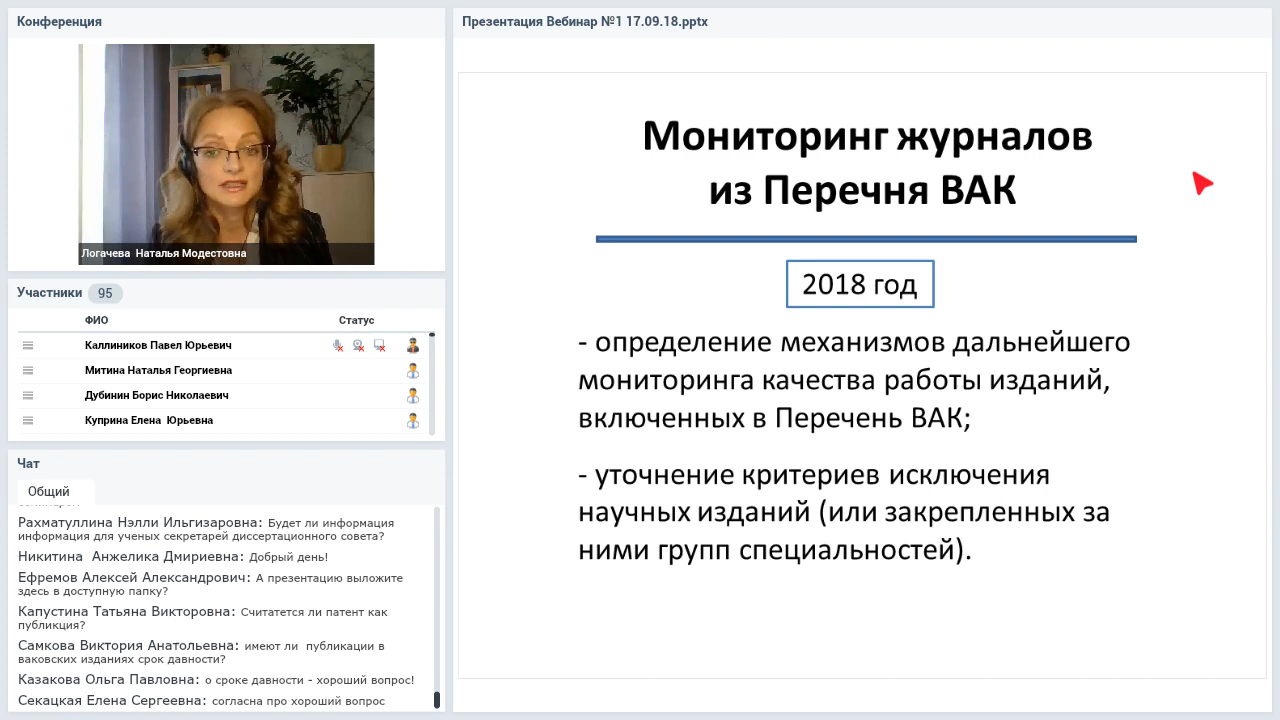 Конференция
Логачева  Наталья Модестовна
Участники 95
ФИО Статус
Каллиников Павел Юрьевич
Митина Наталья Георгиевна
Дубинин Борис Николаевич
Куприна Елена  Юрьевна
Чат
Общий
Рахматуллина Нэлли Ильгизаровна: Будет ли информация
информация для ученых секретарей диссертационного совета?
Никитина  Анжелика Дмириевна: Добрый день!
Ефремов Алексей Александрович: А презентацию выложите
здесь в доступную папку?
Капустина Татьяна Викторовна: Считатется ли патент как
публикция?
Самкова Виктория Анатольевна: имеют ли  публикации в
ваковских изданиях срок давности?
Казакова Ольга Павловна: о сроке давности - хороший вопрос!
Секацкая Елена Сергеевна: согласна про хороший вопрос
Презентация Вебинар №1 17.09.18.pptx
Мониторинг журналов
из Перечня ВАК
2018 год
- определение механизмов дальнейшего
мониторинга качества работы изданий,
включенных в Перечень ВАК;
- уточнение критериев исключения
научных изданий (или закрепленных за
ними групп специальностей).